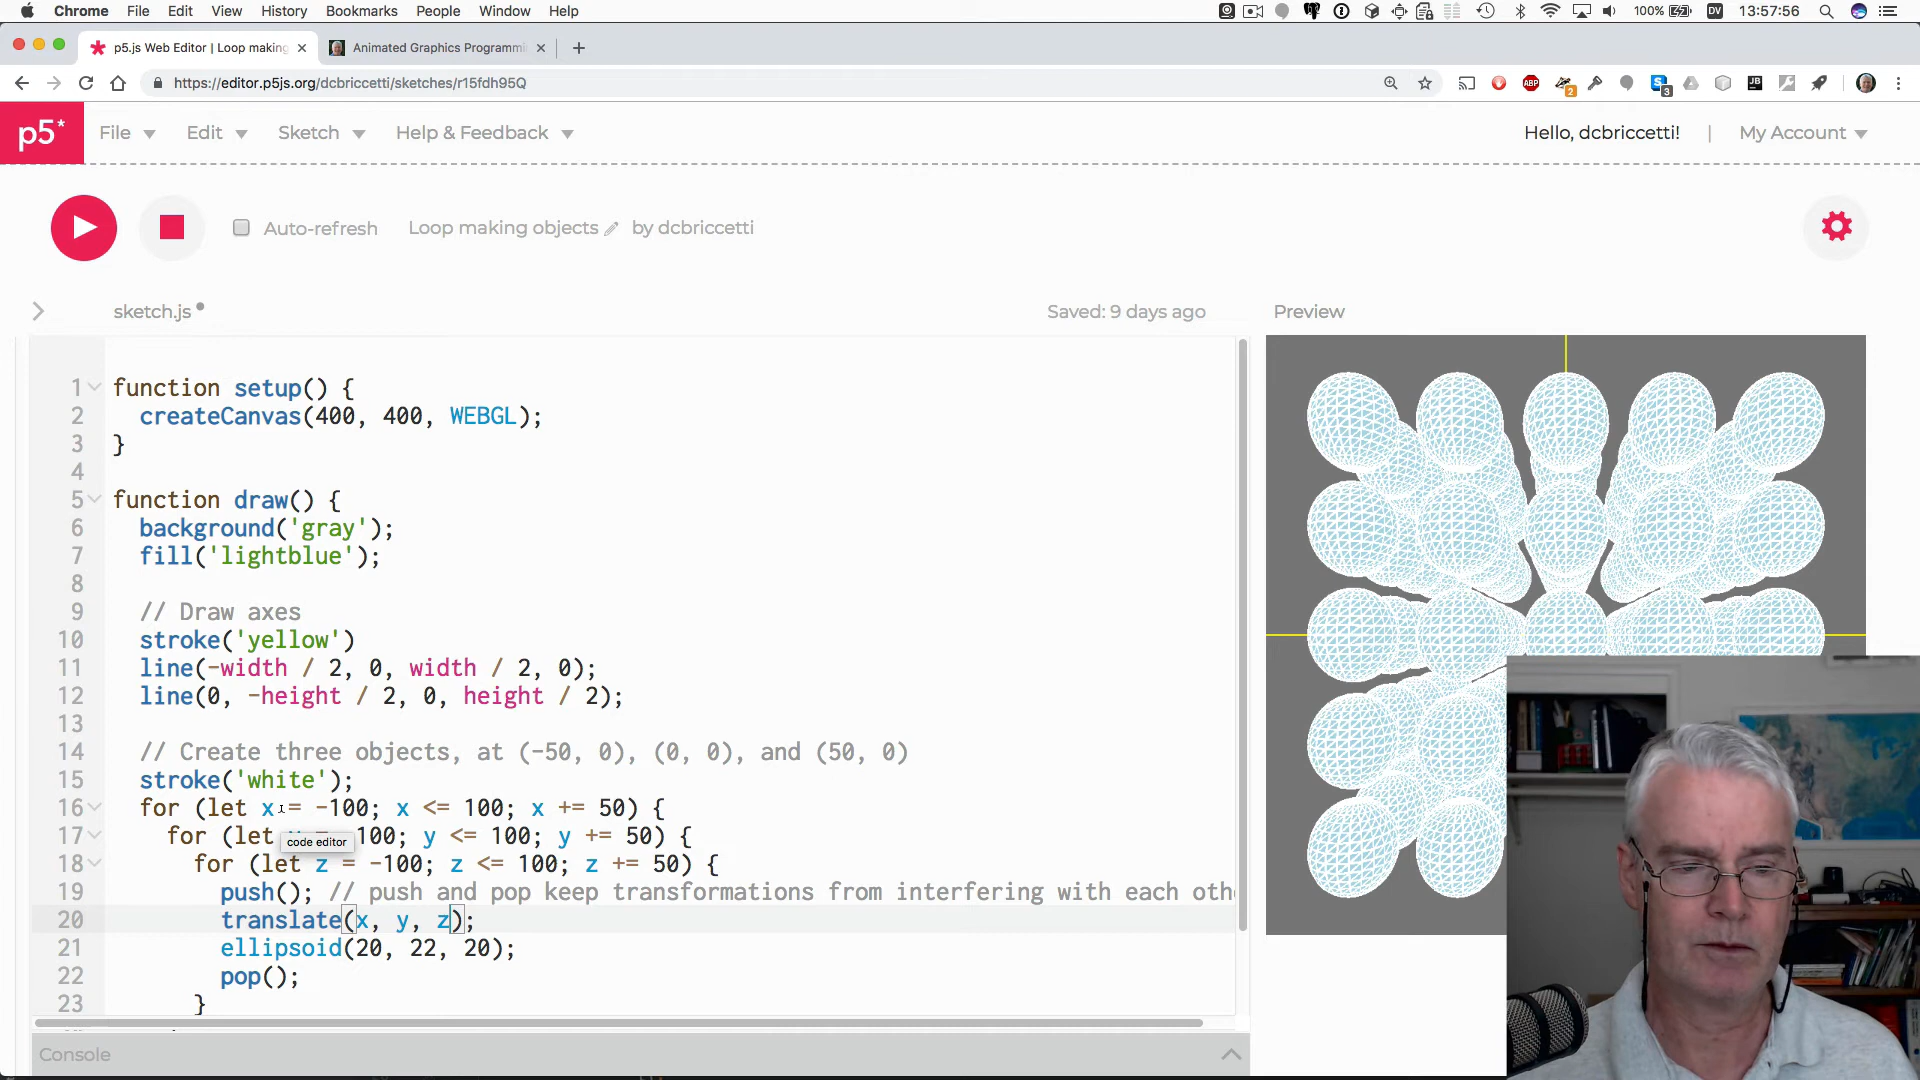 Chrome File Edit View History Bookmarks People Window Help 100% DV 13:57:56
p5.js Web Editor | Loop making Animated Graphics Programmi
https://editor.p5js.org/dcbriccetti/sketches/r15fdh95Q ABP 2 3 JB
p5* File Edit Sketch Help & Feedback Hello, dcbriccetti! | My Account
Auto-refresh Loop making objects by dcbriccetti
sketch.js Saved: 9 days ago Preview
1 function setup() {
2 createCanvas(400, 400, WEBGL);
3 }
4
5 function draw() {
6 background('gray');
7 fill('lightblue');
8
9 // Draw axes
10 stroke('yellow')
11 line(-width / 2, 0, width / 2, 0);
12 line(0, -height / 2, 0, height / 2);
13
14 // Create three objects, at (-50, 0), (0, 0), and (50, 0)
15 stroke('white');
16 for (let x = -100; x <= 100; x += 50) {
17 for (let 100; y <= 100; y += 50) {
code editor
18 for (let z = -100; z <= 100; z += 50) {
19 push(); // push and pop keep transformations from interfering with each oth
20 translate(x, y, z);
21 ellipsoid(20, 22, 20);
22 pop();
23 }
Console